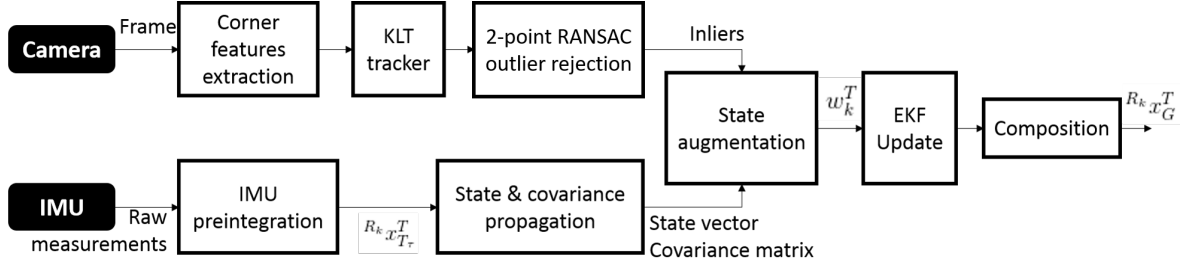 Camera
Frame
Corner
features
extraction
KLT
tracker
2-point RANSAC
outlier rejection
Inliers
State
augmentation
w_k^T
EKF
Update
Composition
^{R_k}x_G^T
IMU
Raw
measurements
IMU
preintegration
^{R_k}x_{T_τ}^T
State & covariance
propagation
State vector
Covariance matrix